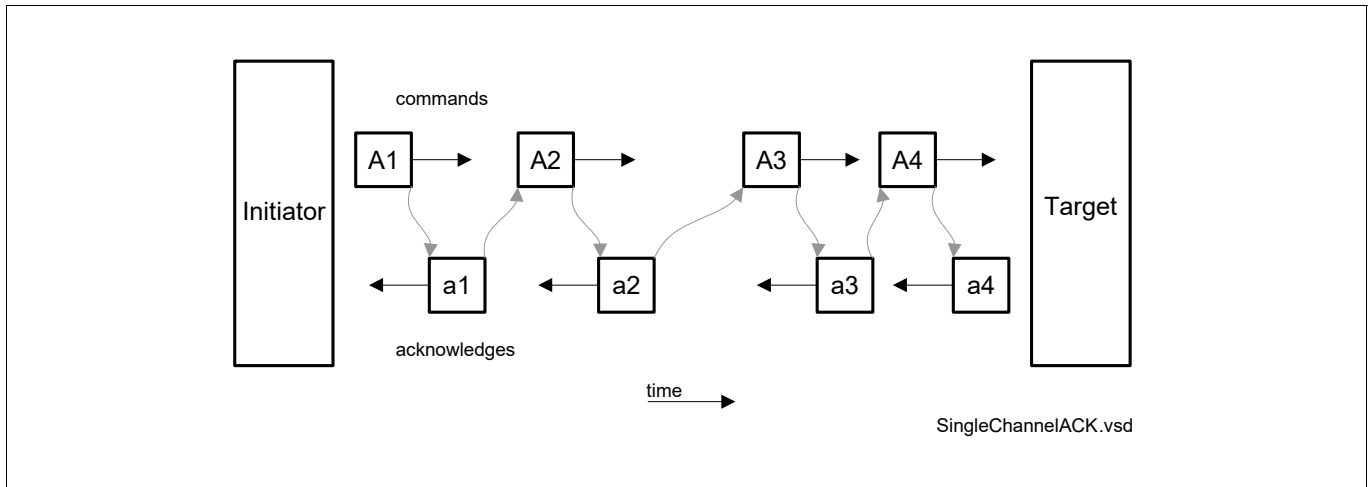 commands
A1 A2 A3 A4
Initiator Target
a1 a2 a3 a4
acknowledges
time
SingleChannelACK.vsd